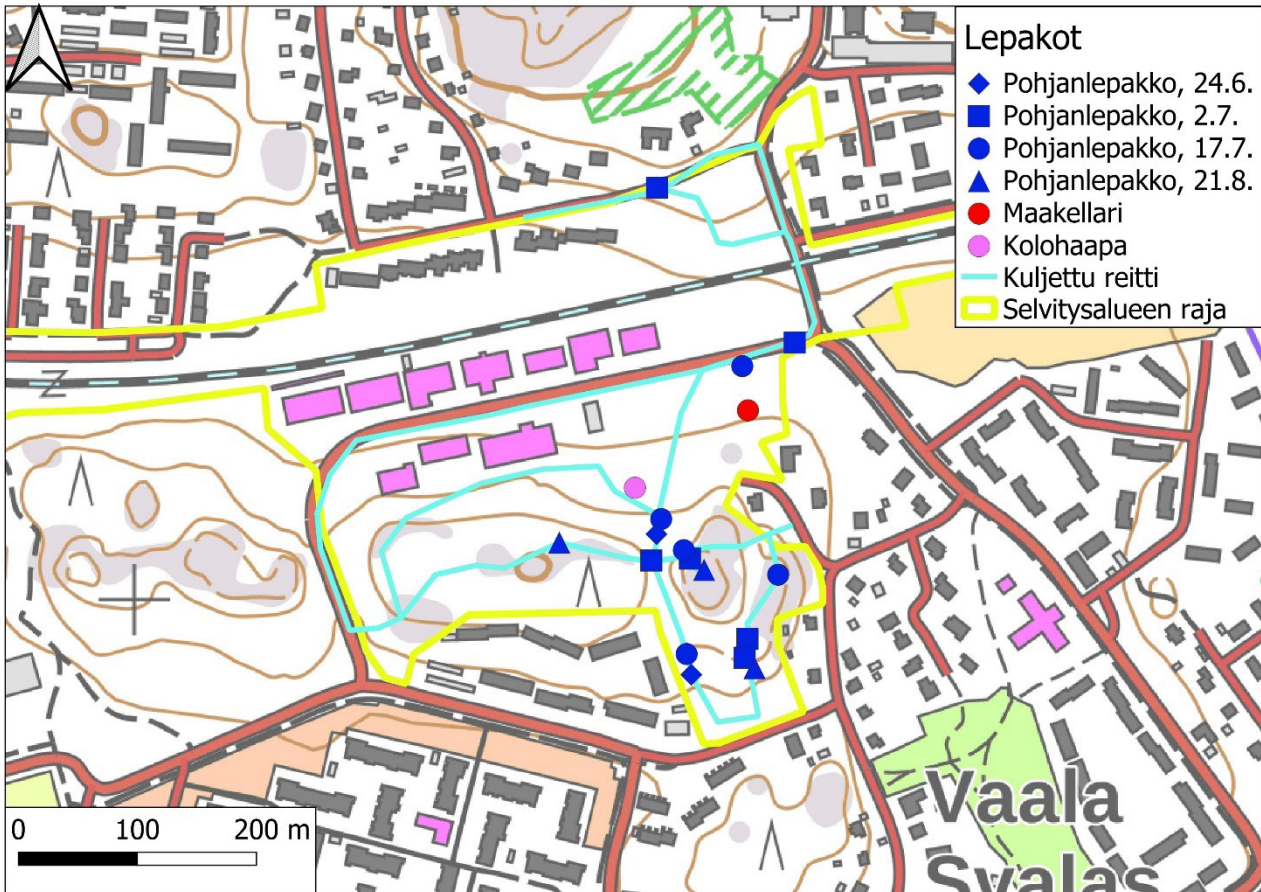 Lepakot
Pohjanlepakko, 24.6.
Pohjanlepakko, 2.7.
Pohjanlepakko, 17.7.
Pohjanlepakko, 21.8.
Maakellari
Kolohaapa
Kuljettu reitti
Selvitysalueen raja
Vaala
Svalas
0 100 200 m